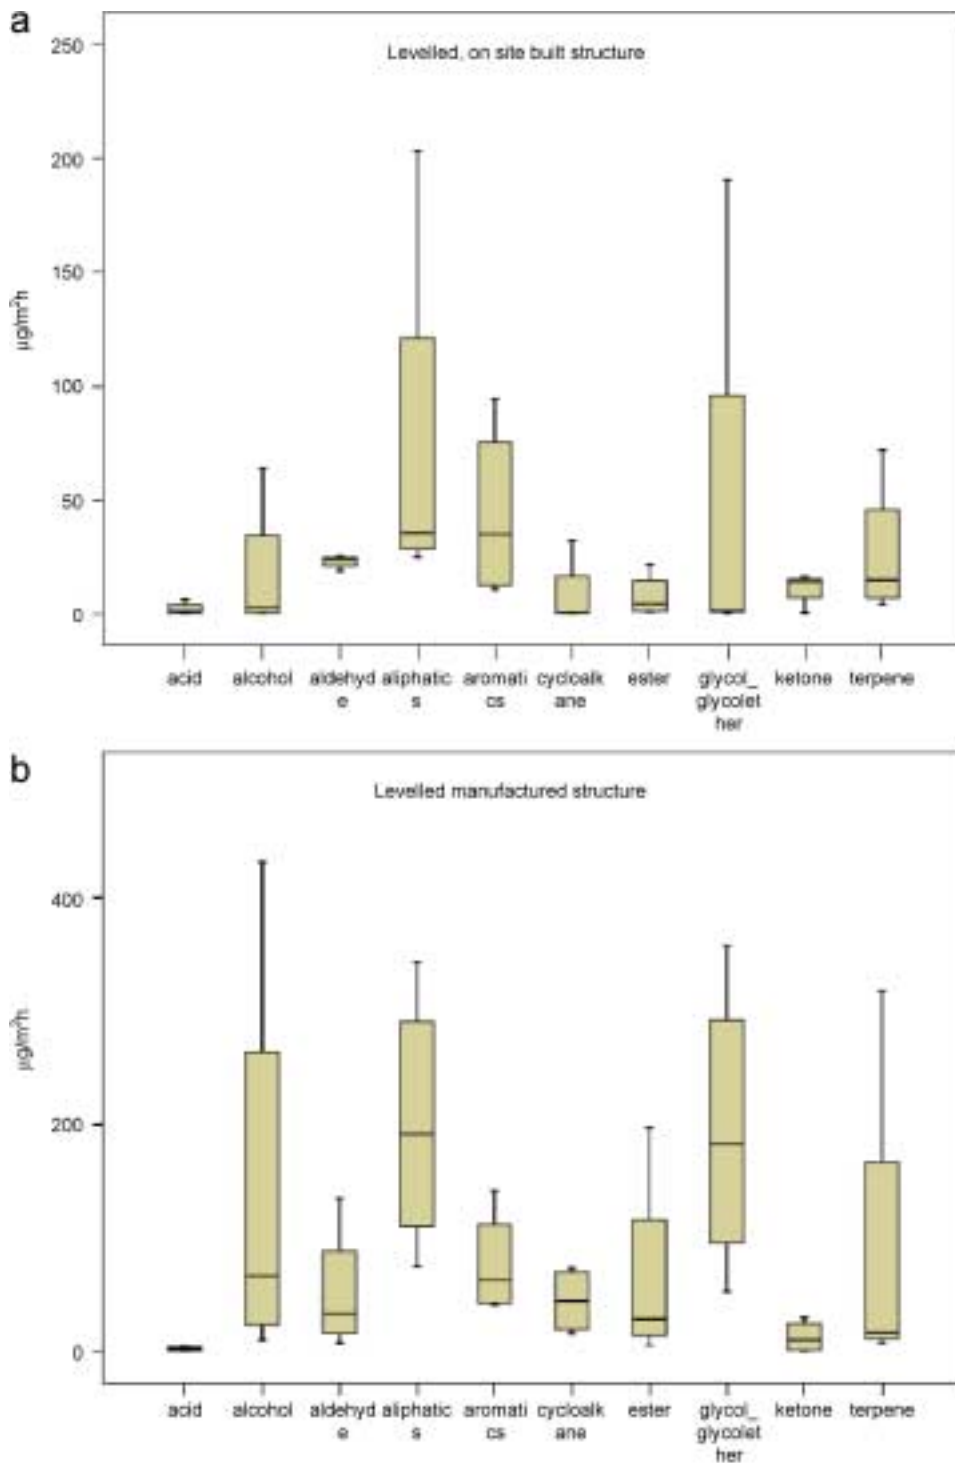 a
Levelled, on site built structure
250
200
150
100
50
0
µg/m²h
acid alcohol aldehyd aliphatic aromati cycloalk ester glycol_ ketone terpene
e s cs ane glycolet
her
b
Levelled manufactured structure
400
200
0
µg/m²h
acid alcohol aldehyd aliphatic aromati cycloalk ester glycol_ ketone terpene
e s cs ane glycolet
her